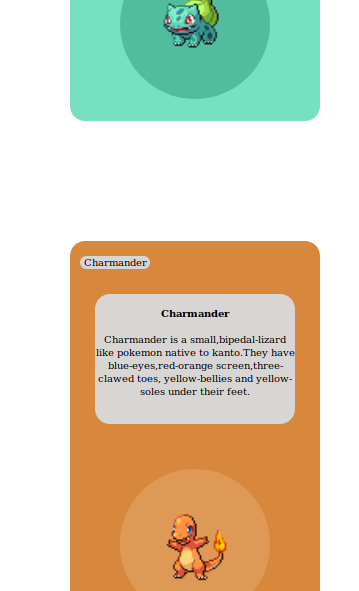 Charmander
Charmander
Charmander is a small,bipedal-lizard
like pokemon native to kanto.They have
blue-eyes,red-orange screen,three-
clawed toes, yellow-bellies and yellow-
soles under their feet.